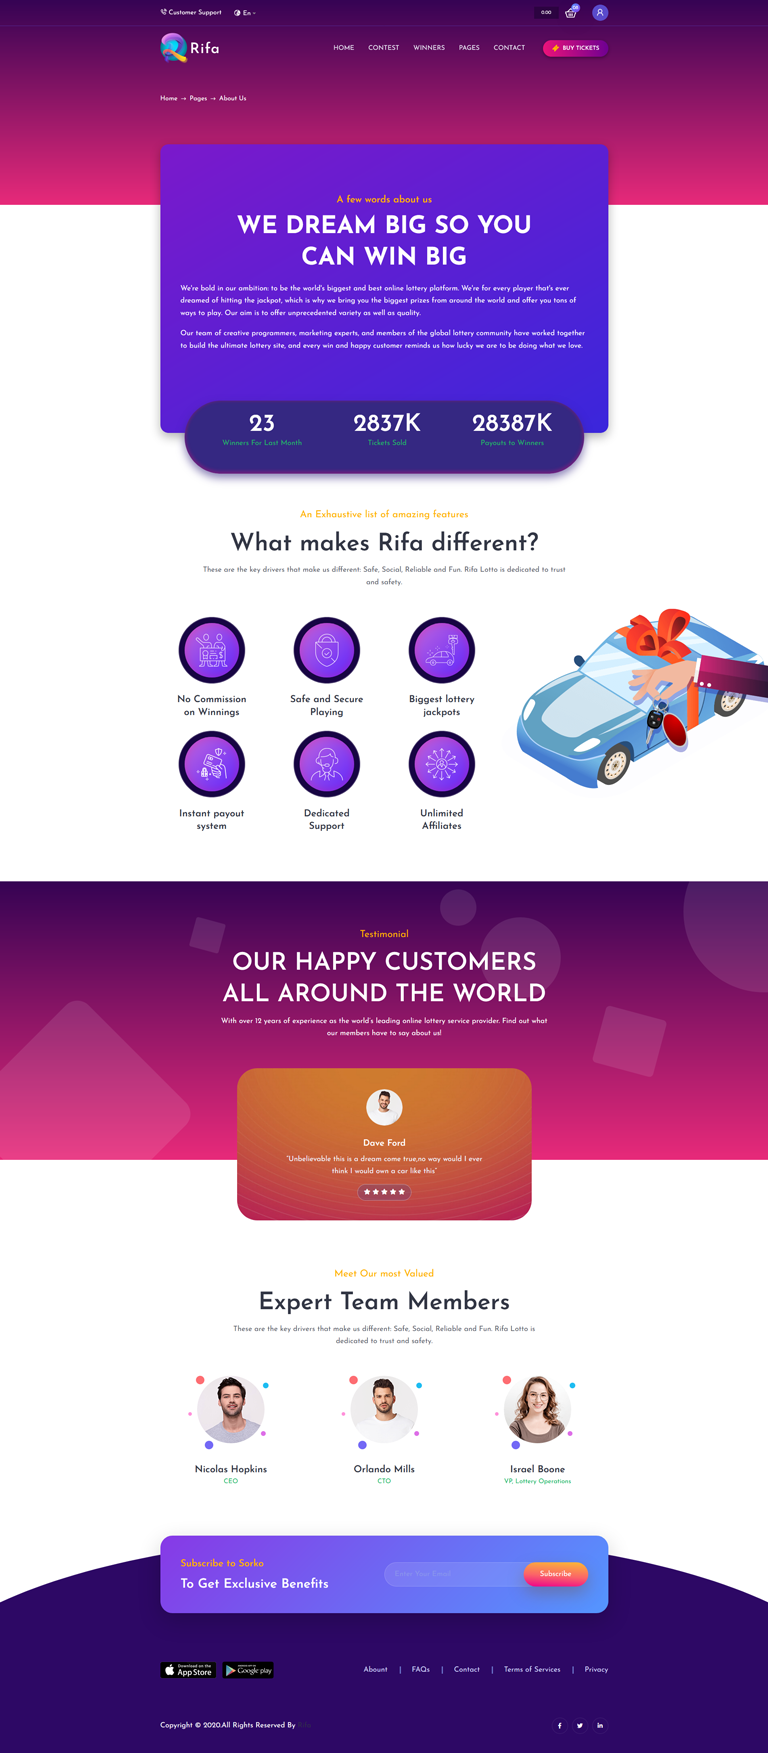 Customer Support
En
0.00
Rifa
HOME CONTEST WINNERS PAGES CONTACT
BUY TICKETS
Home → Pages → About Us
A few words about us
WE DREAM BIG SO YOU
CAN WIN BIG
We're bold in our ambition: to be the world's biggest and best online lottery platform. We're for every player that's ever
dreamed of hitting the jackpot, which is why we bring you the biggest prizes from around the world and offer you tons of
ways to play. Our aim is to offer unprecedented variety as well as quality.
Our team of creative programmers, marketing experts, and members of the global lottery community have worked together
to build the ultimate lottery site, and every win and happy customer reminds us how lucky we are to be doing what we love.
23 2837K 28387K
Winners For Last Month Tickets Sold Payouts to Winners
An Exhaustive list of amazing features
What makes Rifa different?
These are the key drivers that make us different: Safe, Social, Reliable and Fun. Rifa Lotto is dedicated to trust
and safety.
No Commission
on Winnings
Safe and Secure
Playing
Biggest lottery
jackpots
Instant payout
system
Dedicated
Support
Unlimited
Affiliates
Testimonial
OUR HAPPY CUSTOMERS
ALL AROUND THE WORLD
With over 12 years of experience as the world's leading online lottery service provider. Find out what
our members have to say about us!
Dave Ford
"Unbelievable this is a dream come true,no way would I ever
think I would own a car like this"
Meet Our most Valued
Expert Team Members
These are the key drivers that make us different: Safe, Social, Reliable and Fun. Rifa Lotto is
dedicated to trust and safety.
Nicolas Hopkins
CEO
Orlando Mills
CTO
Israel Boone
VP, Lottery Operations
Subscribe to Sorko
To Get Exclusive Benefits
Enter Your Email
Subscribe
Download on the
App Store
Google play
Abount | FAQs | Contact | Terms of Services | Privacy
Copyright © 2020.All Rights Reserved By Rifa